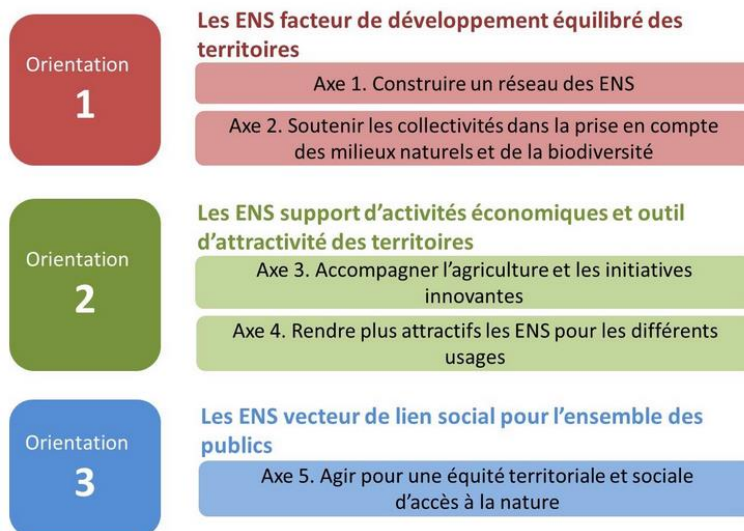 Orientation
1
Les ENS facteur de développement équilibré des
territoires
Axe 1. Construire un réseau des ENS
Axe 2. Soutenir les collectivités dans la prise en compte
des milieux naturels et de la biodiversité
Orientation
2
Les ENS support d’activités économiques et outil
d’attractivité des territoires
Axe 3. Accompagner l’agriculture et les initiatives
innovantes
Axe 4. Rendre plus attractifs les ENS pour les différents
usages
Orientation
3
Les ENS vecteur de lien social pour l’ensemble des
publics
Axe 5. Agir pour une équité territoriale et sociale
d’accès à la nature